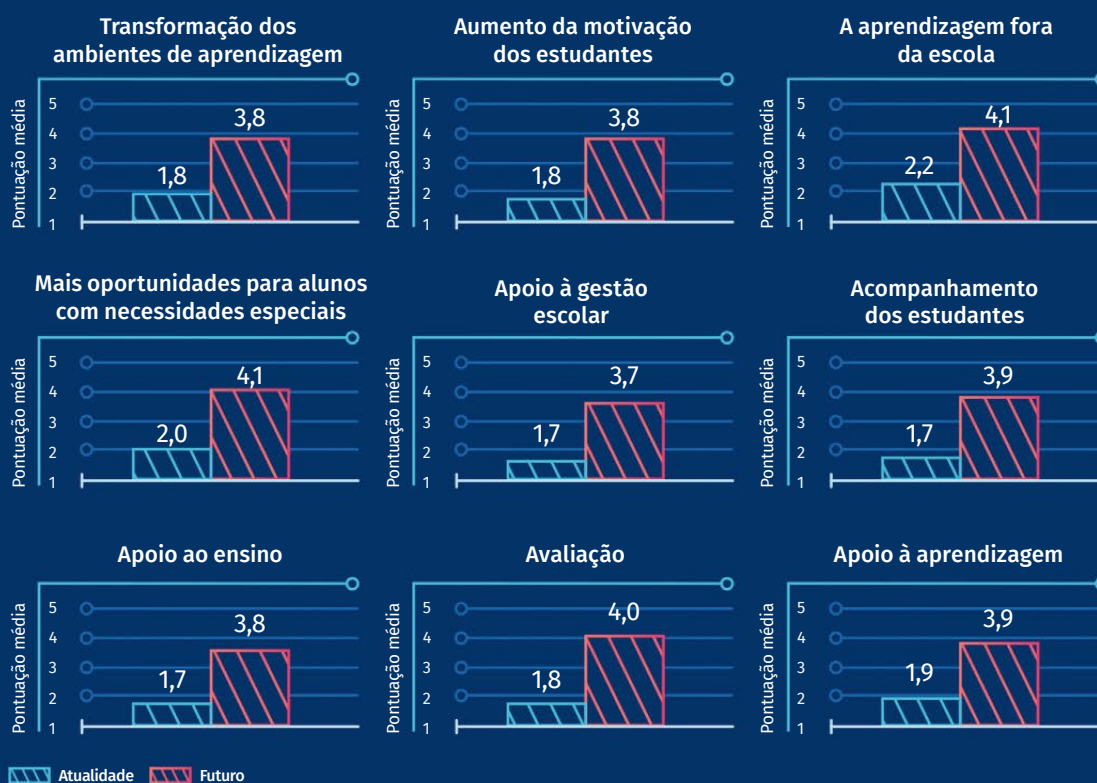 Transformação dos
ambientes de aprendizagem
Pontuação média
5
4
3
2
1
1,8
3,8
Aumento da motivação
dos estudantes
Pontuação média
5
4
3
2
1
1,8
3,8
A aprendizagem fora
da escola
Pontuação média
5
4
3
2
1
2,2
4,1
Mais oportunidades para alunos
com necessidades especiais
Pontuação média
5
4
3
2
1
2,0
4,1
Apoio à gestão
escolar
Pontuação média
5
4
3
2
1
1,7
3,7
Acompanhamento
dos estudantes
Pontuação média
5
4
3
2
1
1,7
3,9
Apoio ao ensino
Pontuação média
5
4
3
2
1
1,7
3,8
Avaliação
Pontuação média
5
4
3
2
1
1,8
4,0
Apoio à aprendizagem
Pontuação média
5
4
3
2
1
1,9
3,9
Atualidade
Futuro